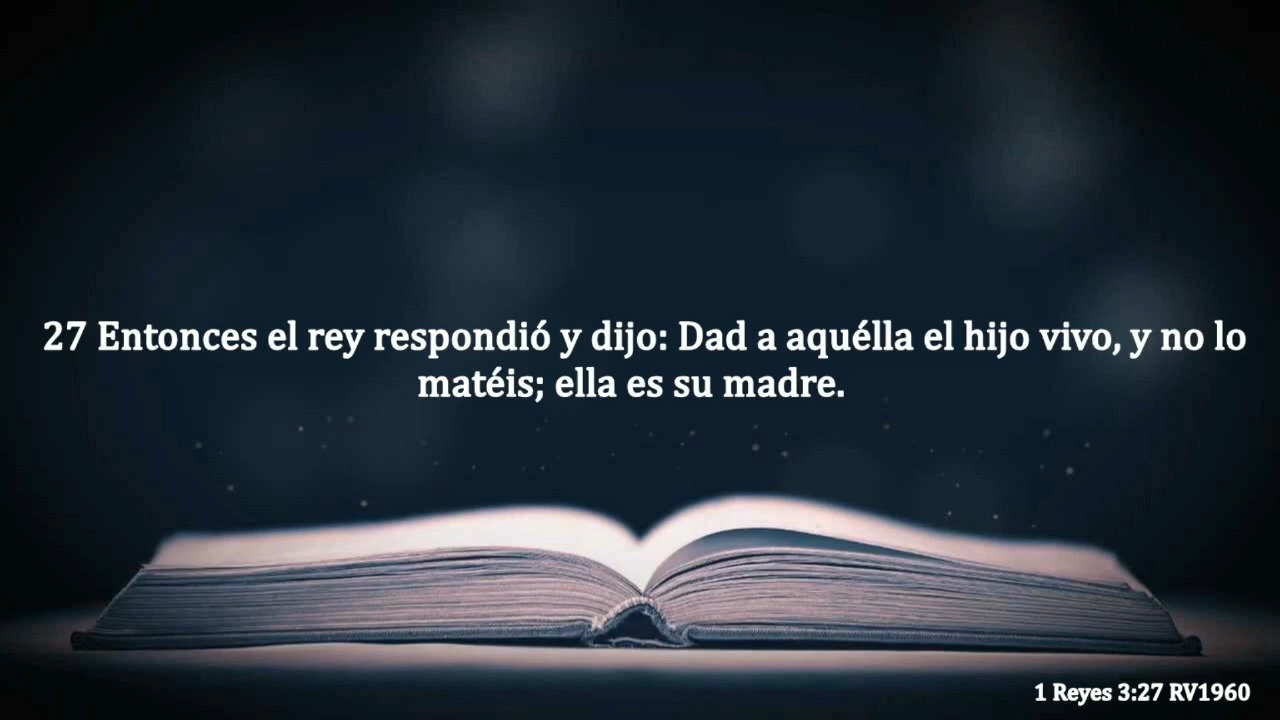 27 Entonces el rey respondió y dijo: Dad a aquélla el hijo vivo, y no lo
matéis; ella es su madre.
1 Reyes 3:27 RV1960